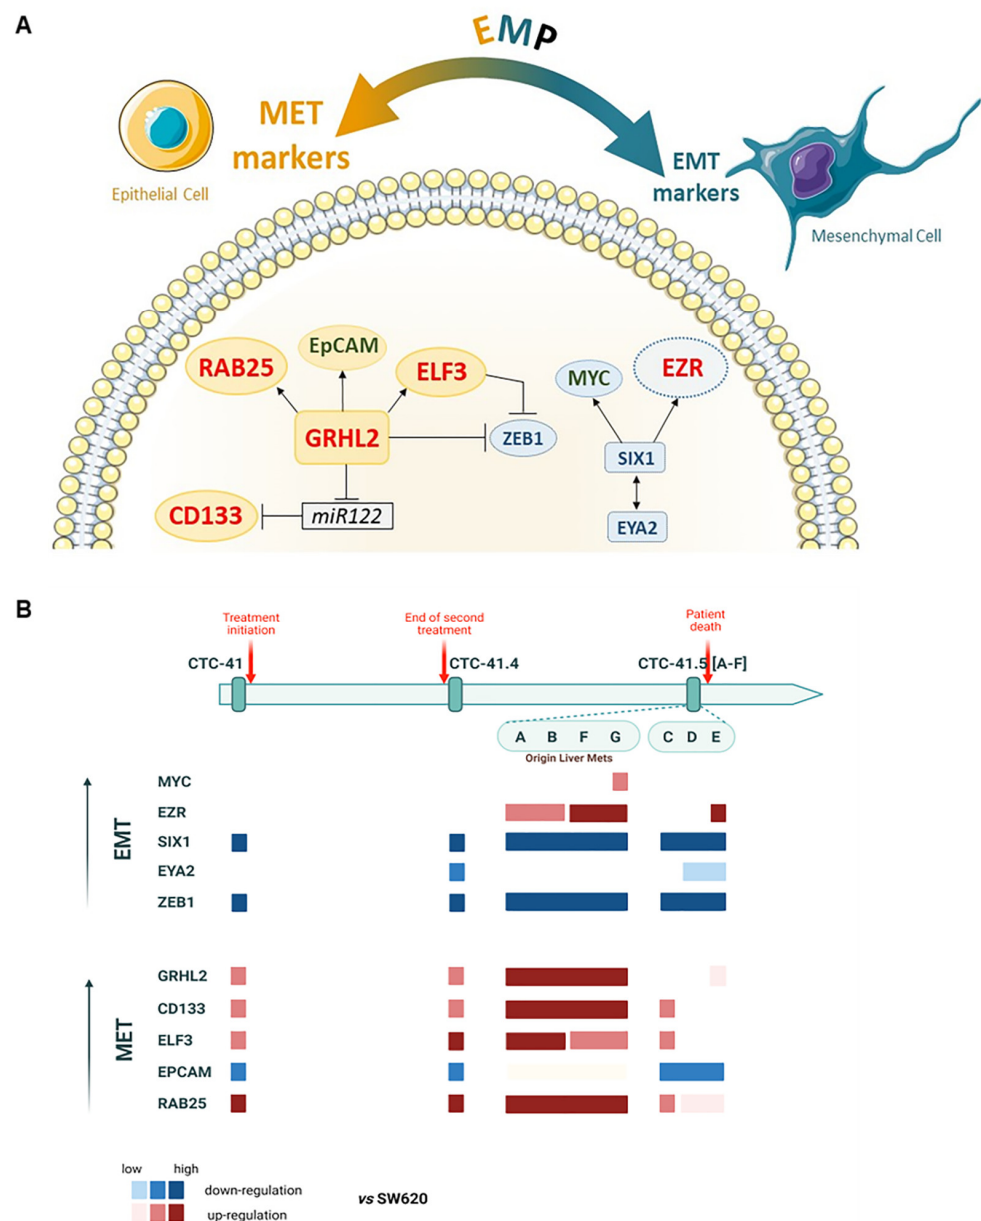 A
EMP
MET
markers
Epithelial Cell
EMT
markers
Mesenchymal Cell
RAB25
EpCAM
ELF3
MYC
EZR
GRHL2
ZEB1
SIX1
CD133
miR122
EYA2
B
Treatment
initiation
End of second
treatment
Patient
death
CTC-41
CTC-41.4
CTC-41.5 [A-F]
A B F G
C D E
Origin Liver Mets
EMT
MYC
EZR
SIX1
EYA2
ZEB1
MET
GRHL2
CD133
ELF3
EPCAM
RAB25
low high
down-regulation
vs SW620
up-regulation